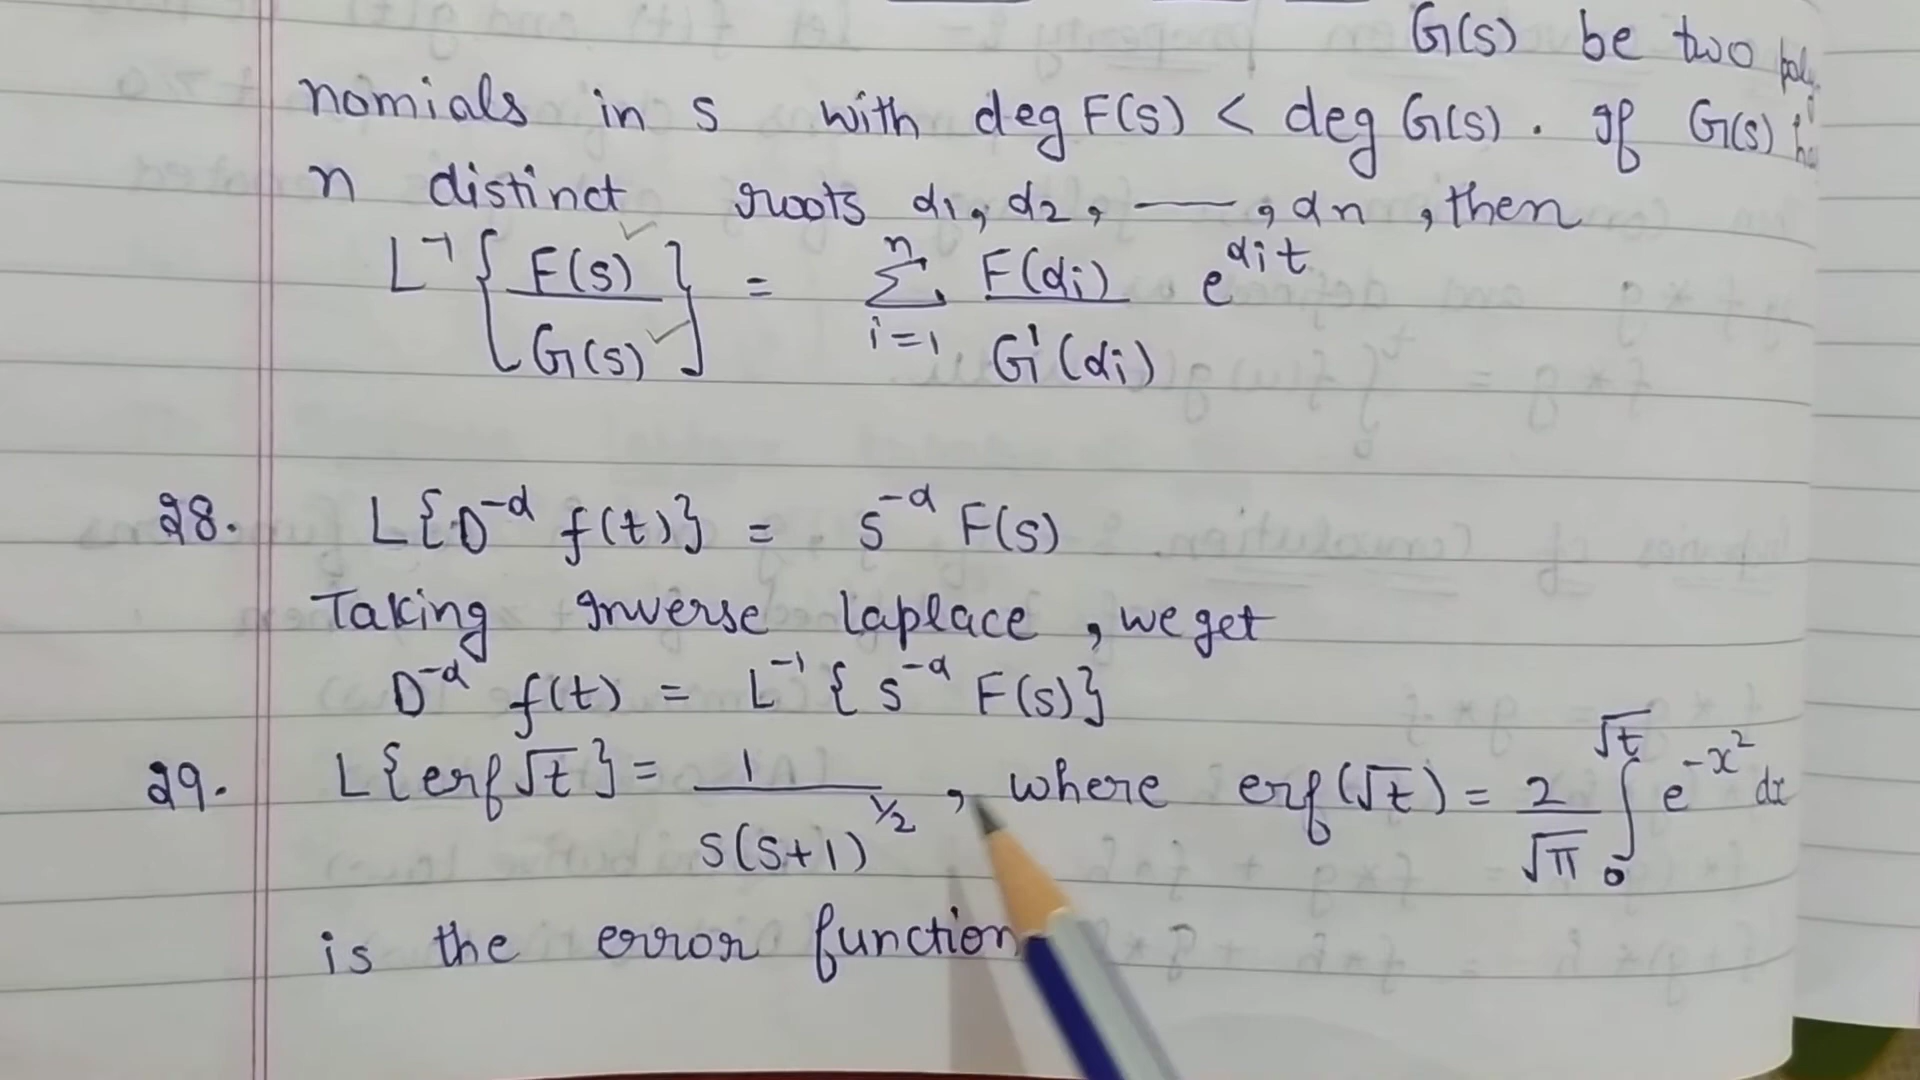 G(s) be two poly
nomials in s with deg F(s) < deg G(s). If G(s) ha
n distinct roots α1, α2, —, αn, then
L⁻¹ { F(s) / G(s) } = Σ_{i=1}^{n} F(αi) / G'(αi) e^{αit}
28. L{D^{-α} f(t)} = s^{-α} F(s)
Taking Inverse Laplace, we get
D^{-α} f(t) = L⁻¹ { s^{-α} F(s)}
29. L{erf√t} = 1 / s(s+1)^{1/2}, where erf(√t) = 2/√π ∫_0^{√t} e^{-x²} dx
is the error function